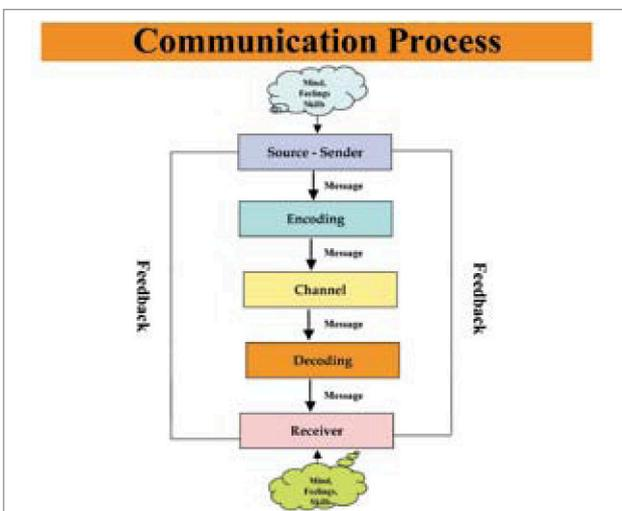 Communication Process
Mind,
Feelings
Skills
Source - Sender
Message
Encoding
Message
Channel
Message
Decoding
Message
Receiver
Feedback
Feedback
Mind,
Feelings,
Skills